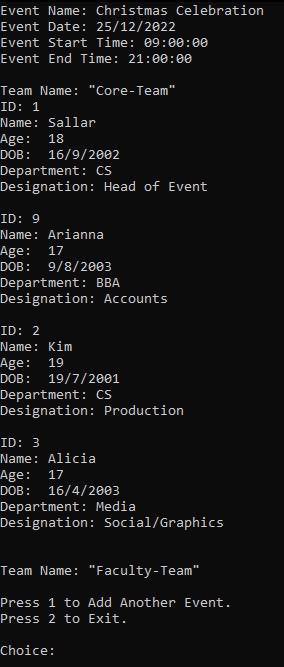 Event Name: Christmas Celebration
Event Date: 25/12/2022
Event Start Time: 09:00:00
Event End Time: 21:00:00
Team Name: "Core-Team"
ID: 1
Name: Sallar
Age:  18
DOB:  16/9/2002
Department: CS
Designation: Head of Event
ID: 9
Name: Arianna
Age:  17
DOB:  9/8/2003
Department: BBA
Designation: Accounts
ID: 2
Name: Kim
Age:  19
DOB:  19/7/2001
Department: CS
Designation: Production
ID: 3
Name: Alicia
Age:  17
DOB:  16/4/2003
Department: Media
Designation: Social/Graphics
Team Name: "Faculty-Team"
Press 1 to Add Another Event.
Press 2 to Exit.
Choice: